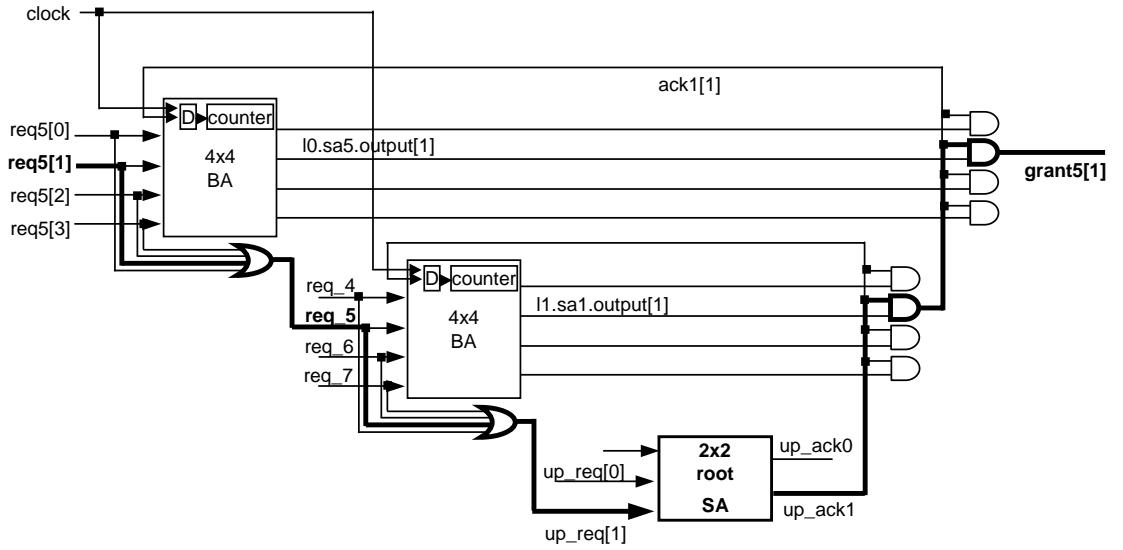 clock
ack1[1]
D counter
req5[0]
l0.sa5.output[1]
req5[1]
4x4
BA
grant5[1]
req5[2]
req5[3]
D counter
req_4
l1.sa1.output[1]
req_5
4x4
BA
req_6
req_7
2x2
up_ack0
root
up_req[0]
SA
up_ack1
up_req[1]